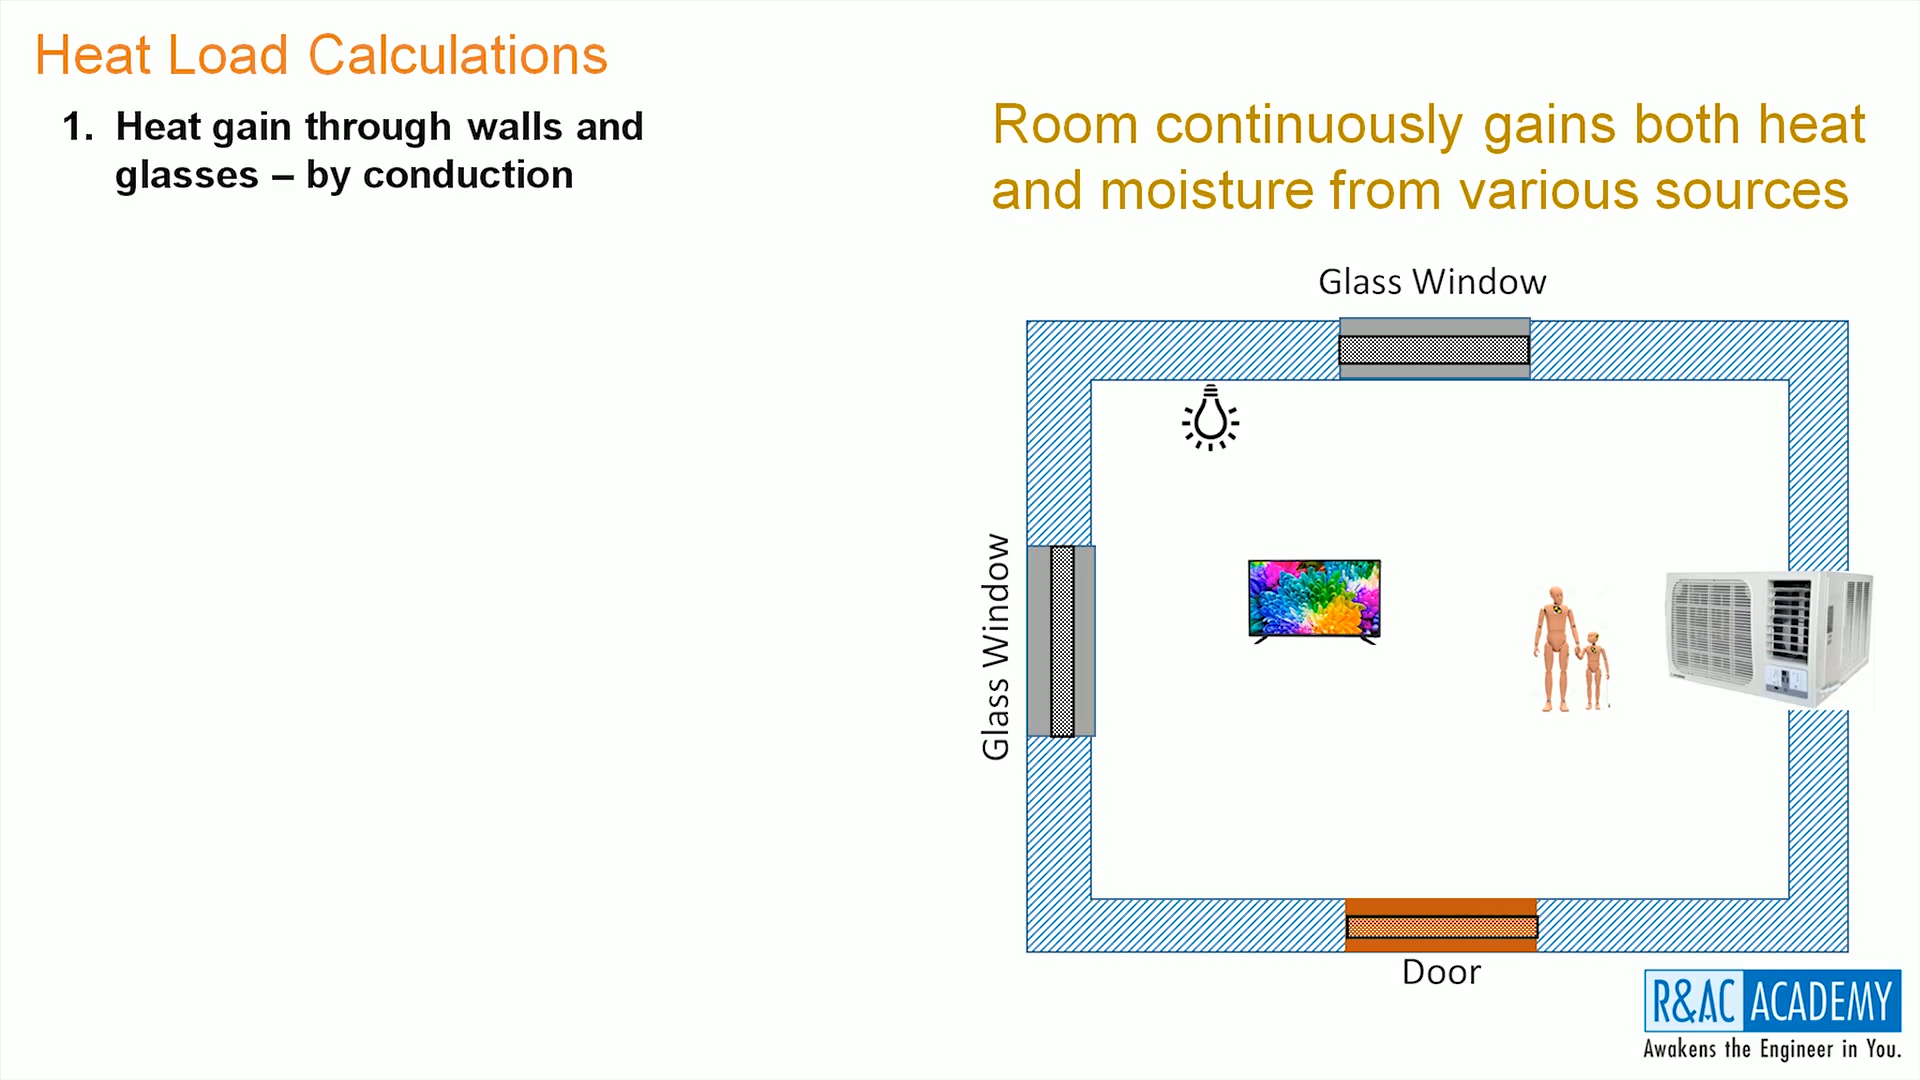 Heat Load Calculations
1. Heat gain through walls and
glasses – by conduction
Room continuously gains both heat
and moisture from various sources
Glass Window
Glass Window
Door
R&AC ACADEMY
Awakens the Engineer in You.